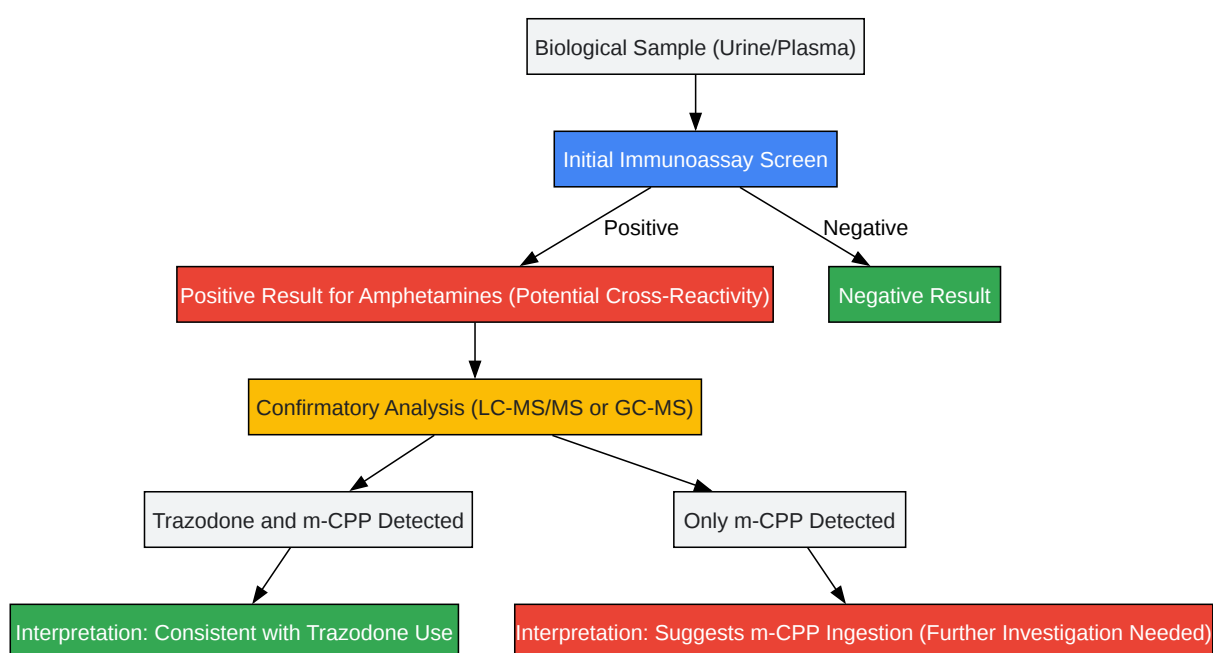 Biological Sample (Urine/Plasma)
Initial Immunoassay Screen
Positive
Negative
Positive Result for Amphetamines (Potential Cross-Reactivity)
Negative Result
Confirmatory Analysis (LC-MS/MS or GC-MS)
Trazodone and m-CPP Detected
Only m-CPP Detected
Interpretation: Consistent with Trazodone Use
Interpretation: Suggests m-CPP Ingestion (Further Investigation Needed)